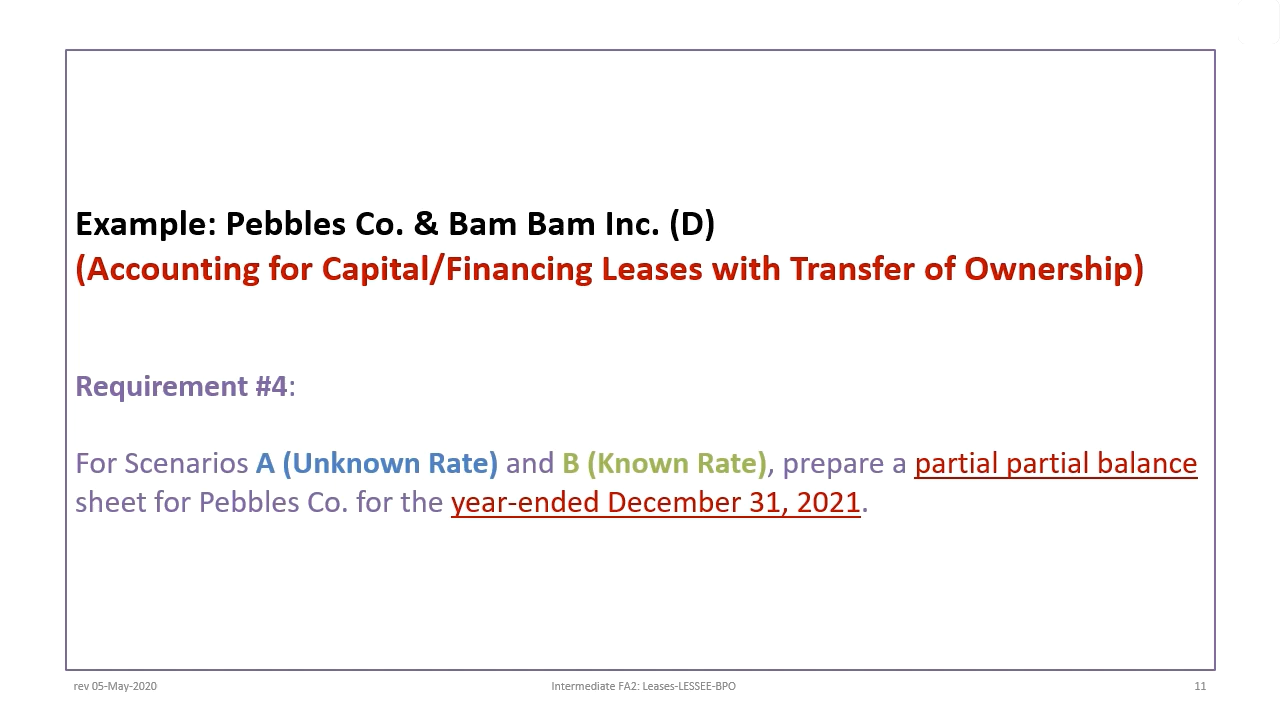 Example: Pebbles Co. & Bam Bam Inc. (D)
(Accounting for Capital/Financing Leases with Transfer of Ownership)
Requirement #4:
For Scenarios A (Unknown Rate) and B (Known Rate), prepare a partial partial balance
sheet for Pebbles Co. for the year-ended December 31, 2021.
rev 05-May-2020
Intermediate FA2: Leases-LESSEE-BPO
11